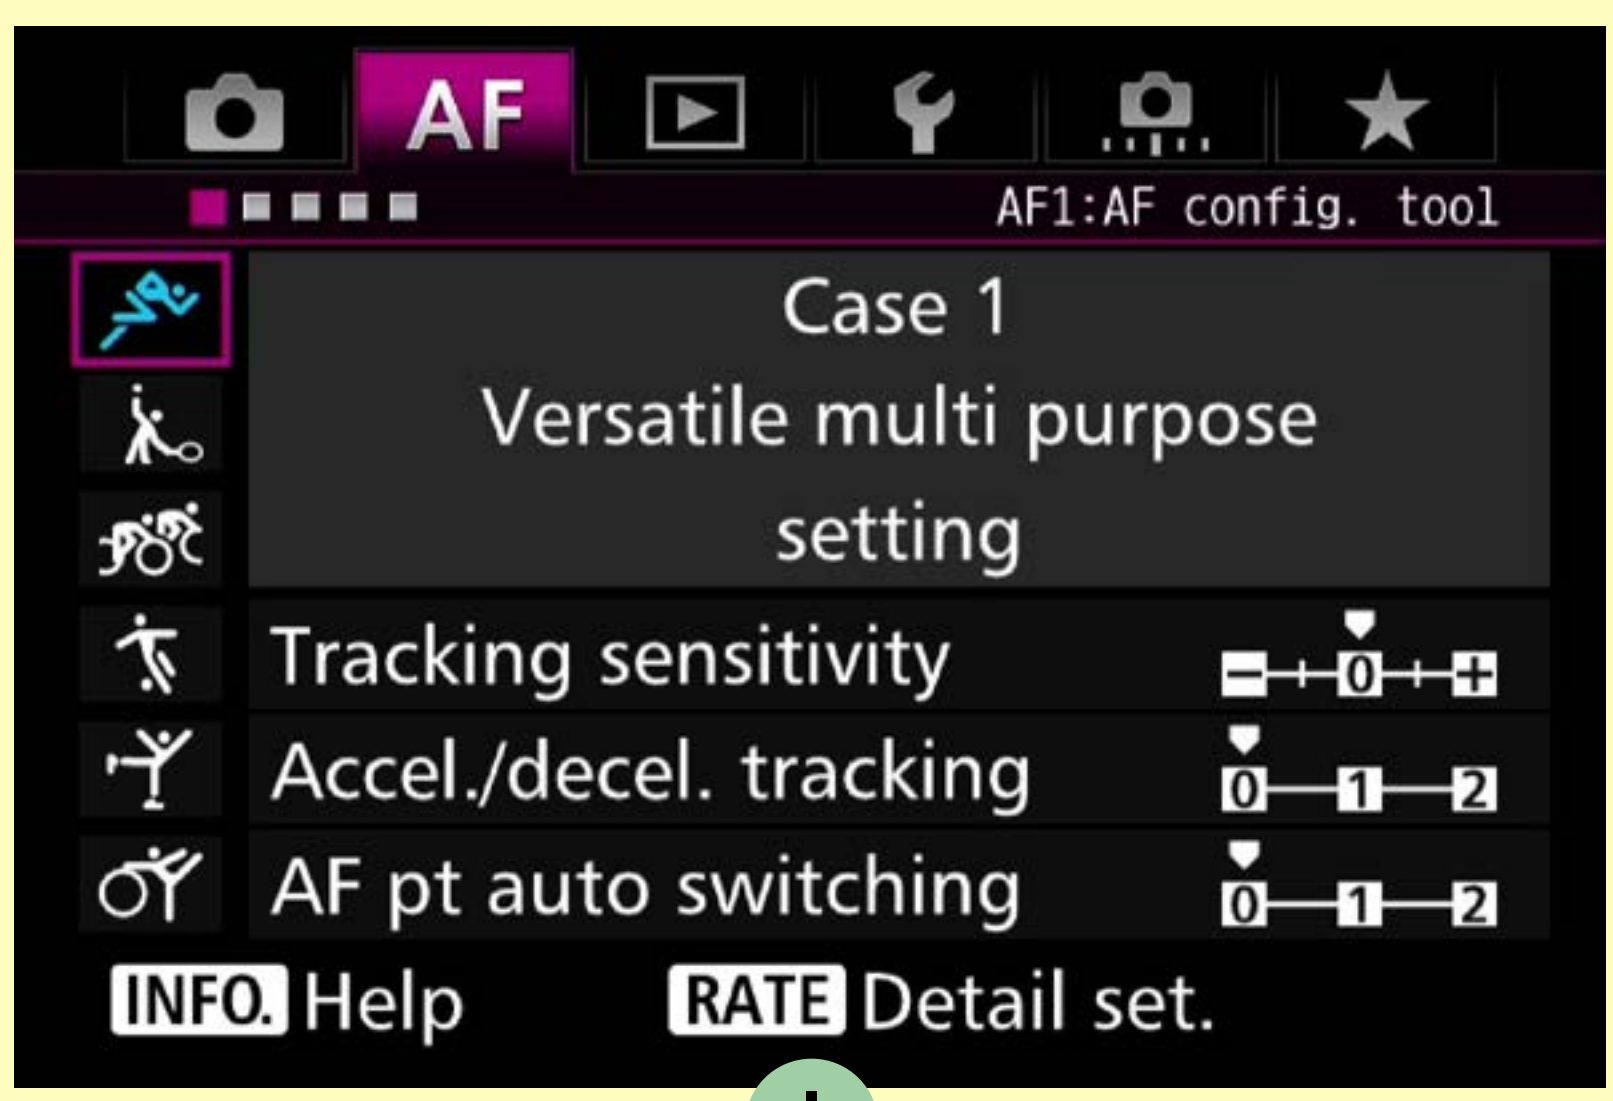 AF
AF1:AF config. tool
Case 1
Versatile multi purpose
setting
Tracking sensitivity
− 0 +
Accel./decel. tracking
0 1 2
AF pt auto switching
0 1 2
INFO. Help
RATE Detail set.